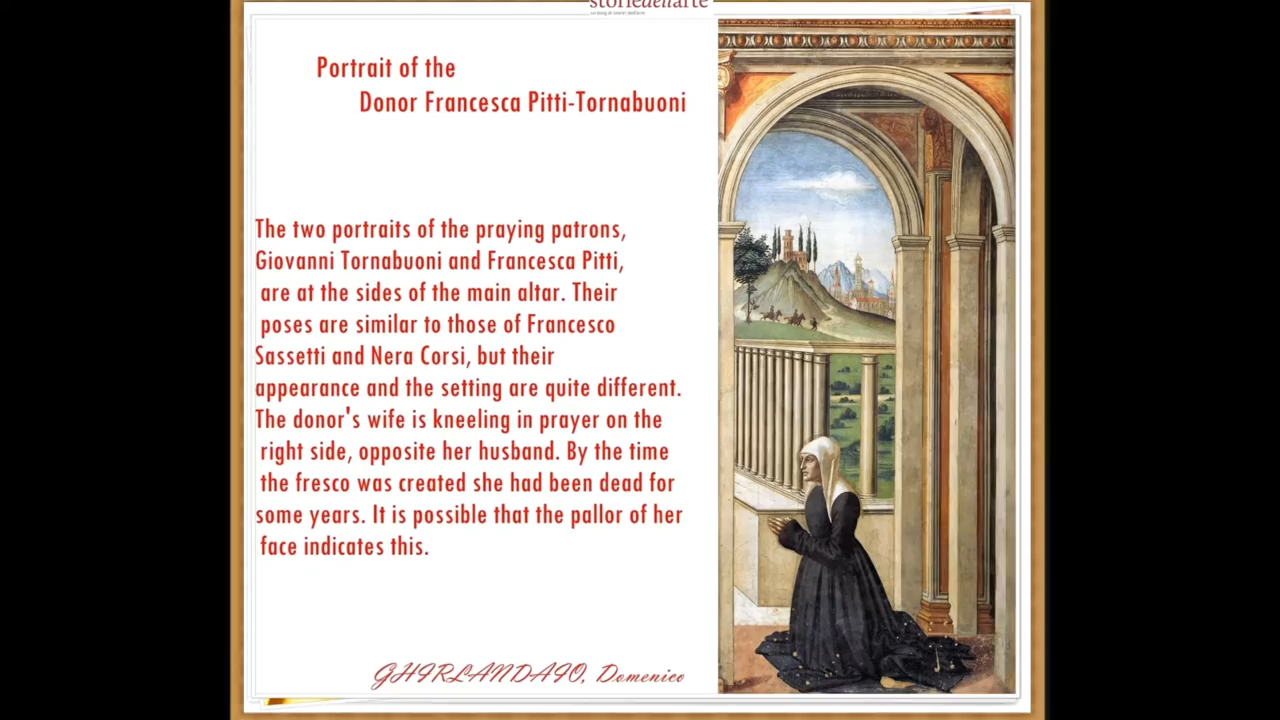 storiedellarte
Portrait of the
Donor Francesca Pitti-Tornabuoni
The two portraits of the praying patrons,
Giovanni Tornabuoni and Francesca Pitti,
are at the sides of the main altar. Their
poses are similar to those of Francesco
Sassetti and Nera Corsi, but their
appearance and the setting are quite different.
The donor's wife is kneeling in prayer on the
right side, opposite her husband. By the time
the fresco was created she had been dead for
some years. It is possible that the pallor of her
face indicates this.
GHIRLANDAIO, Domenico